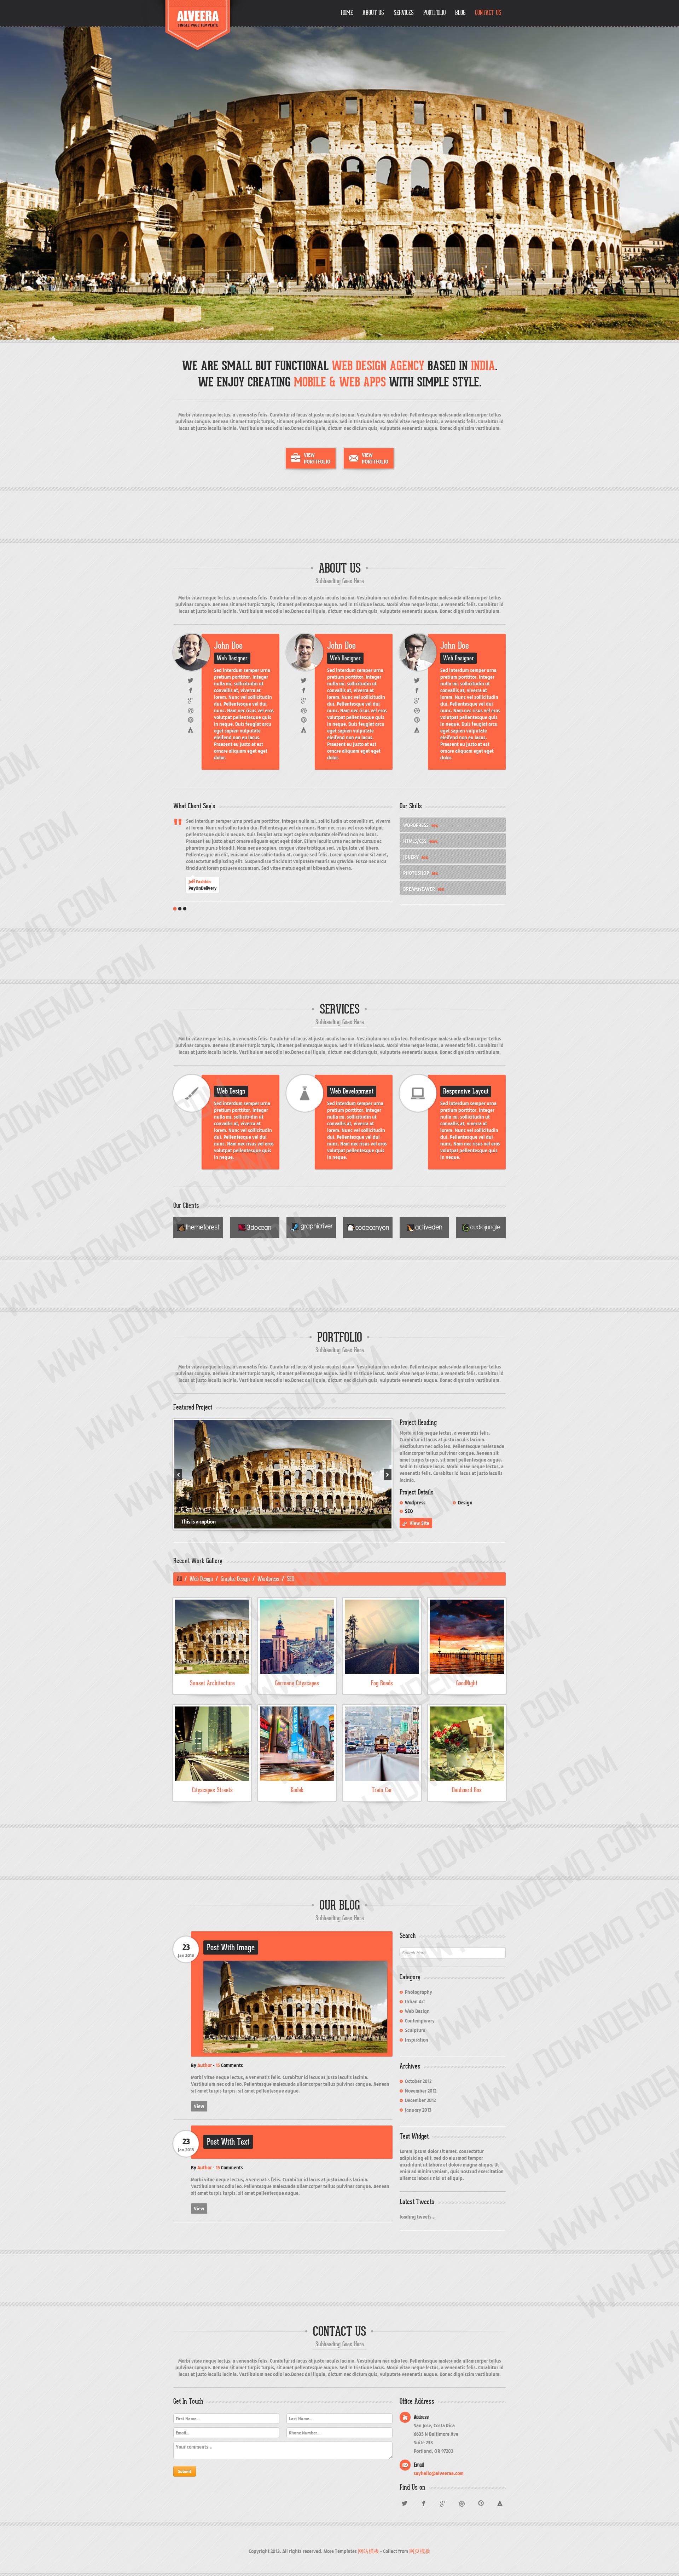 ALVEERA
SINGLE PAGE TEMPLATE
HOME
ABOUT US
SERVICES
PORTFOLIO
BLOG
CONTACT US
WE ARE SMALL BUT FUNCTIONAL WEB DESIGN AGENCY BASED IN INDIA.
WE ENJOY CREATING MOBILE & WEB APPS WITH SIMPLE STYLE.
Morbi vitae neque lectus, a venenatis felis. Curabitur id lacus at justo iaculis lacinia. Vestibulum nec odio leo. Pellentesque malesuada ullamcorper tellus
pulvinar congue. Aenean sit amet turpis turpis, sit amet pellentesque augue. Sed in tristique lacus. Morbi vitae neque lectus, a venenatis felis. Curabitur id
lacus at justo iaculis lacinia. Vestibulum nec odio leo.Donec dui ligula, dictum nec dictum quis, vulputate venenatis augue. Donec dignissim vestibulum.
VIEW
PORTIFOLIO
VIEW
PORTIFOLIO
ABOUT US
Subheading Goes Here
Morbi vitae neque lectus, a venenatis felis. Curabitur id lacus at justo iaculis lacinia. Vestibulum nec odio leo. Pellentesque malesuada ullamcorper tellus
pulvinar congue. Aenean sit amet turpis turpis, sit amet pellentesque augue. Sed in tristique lacus. Morbi vitae neque lectus, a venenatis felis. Curabitur id
lacus at justo iaculis lacinia. Vestibulum nec odio leo.Donec dui ligula, dictum nec dictum quis, vulputate venenatis augue. Donec dignissim vestibulum.
John Doe
Web Designer
Sed interdum semper urna
pretium porttitor. Integer
nulla mi, sollicitudin ut
convallis at, viverra at
lorem. Nunc vel sollicitudin
dui. Pellentesque vel dui
nunc. Nam nec risus vel eros
volutpat pellentesque quis
in neque. Duis feugiat arcu
eget sapien vulputate
eleifend non eu lacus.
Praesent eu justo at est
ornare aliquam eget eget
dolor.
John Doe
Web Designer
Sed interdum semper urna
pretium porttitor. Integer
nulla mi, sollicitudin ut
convallis at, viverra at
lorem. Nunc vel sollicitudin
dui. Pellentesque vel dui
nunc. Nam nec risus vel eros
volutpat pellentesque quis
in neque. Duis feugiat arcu
eget sapien vulputate
eleifend non eu lacus.
Praesent eu justo at est
ornare aliquam eget eget
dolor.
John Doe
Web Designer
Sed interdum semper urna
pretium porttitor. Integer
nulla mi, sollicitudin ut
convallis at, viverra at
lorem. Nunc vel sollicitudin
dui. Pellentesque vel dui
nunc. Nam nec risus vel eros
volutpat pellentesque quis
in neque. Duis feugiat arcu
eget sapien vulputate
eleifend non eu lacus.
Praesent eu justo at est
ornare aliquam eget eget
dolor.
What Client Say's
Sed interdum semper urna pretium porttitor. Integer nulla mi, sollicitudin ut convallis at, viverra
at lorem. Nunc vel sollicitudin dui. Pellentesque vel dui nunc. Nam nec risus vel eros volutpat
pellentesque quis in neque. Duis feugiat arcu eget sapien vulputate eleifend non eu lacus.
Praesent eu justo at est ornare aliquam eget eget dolor. Etiam iaculis urna nec ante cursus ac
pharetra purus blandit. Nam neque sapien, congue vitae tristique sed, vulputate vel libero.
Pellentesque mi elit, euismod vitae sollicitudin at, congue sed felis. Lorem ipsum dolor sit amet,
consectetur adipiscing elit. Suspendisse tincidunt vulputate mauris eu gravida. Fusce nec arcu
tincidunt lorem posuere accumsan. Sed vitae metus eget mi bibendum viverra.
Jeff Fashion
PayOnDelivery
Our Skills
WORDPRESS
HTML5/CSS
JQUERY
PHOTOSHOP
DREAMWEAVER
SERVICES
Subheading Goes Here
Morbi vitae neque lectus, a venenatis felis. Curabitur id lacus at justo iaculis lacinia. Vestibulum nec odio leo. Pellentesque malesuada ullamcorper tellus
pulvinar congue. Aenean sit amet turpis turpis, sit amet pellentesque augue. Sed in tristique lacus. Morbi vitae neque lectus, a venenatis felis. Curabitur id
lacus at justo iaculis lacinia. Vestibulum nec odio leo.Donec dui ligula, dictum nec dictum quis, vulputate venenatis augue. Donec dignissim vestibulum.
Web Design
Sed interdum semper urna
pretium porttitor. Integer
nulla mi, sollicitudin ut
convallis at, viverra at
lorem. Nunc vel sollicitudin
dui. Pellentesque vel dui
nunc. Nam nec risus vel eros
volutpat pellentesque quis
in neque.
Web Development
Sed interdum semper urna
pretium porttitor. Integer
nulla mi, sollicitudin ut
convallis at, viverra at
lorem. Nunc vel sollicitudin
dui. Pellentesque vel dui
nunc. Nam nec risus vel eros
volutpat pellentesque quis
in neque.
Responsive Layout
Sed interdum semper urna
pretium porttitor. Integer
nulla mi, sollicitudin ut
convallis at, viverra at
lorem. Nunc vel sollicitudin
dui. Pellentesque vel dui
nunc. Nam nec risus vel eros
volutpat pellentesque quis
in neque.
Our Clients
themeforest
3docean
graphicriver
codecanyon
activeden
audiojungle
PORTFOLIO
Subheading Goes Here
Morbi vitae neque lectus, a venenatis felis. Curabitur id lacus at justo iaculis lacinia. Vestibulum nec odio leo. Pellentesque malesuada ullamcorper tellus
pulvinar congue. Aenean sit amet turpis turpis, sit amet pellentesque augue. Sed in tristique lacus. Morbi vitae neque lectus, a venenatis felis. Curabitur id
lacus at justo iaculis lacinia. Vestibulum nec odio leo.Donec dui ligula, dictum nec dictum quis, vulputate venenatis augue. Donec dignissim vestibulum.
Featured Project
This is a caption
Project Heading
Morbi vitae neque lectus, a venenatis felis.
Curabitur id lacus at justo iaculis lacinia.
Vestibulum nec odio leo. Pellentesque malesuada
ullamcorper tellus pulvinar congue. Aenean sit
amet turpis turpis, sit amet pellentesque augue.
Sed in tristique lacus. Morbi vitae neque lectus, a
venenatis felis. Curabitur id lacus at justo iaculis
lacinia.
Project Details
Wodpress
Design
SEO
View Site
Recent Work Gallery
All / Web Design / Graphic Design / Wordpress / SEO
Sunset Architecture
Germany Cityscapes
Fog Roads
GoodNight
Cityscapes Streets
Kodak
Train Car
Danboard Box
OUR BLOG
Subheading Goes Here
23
Jan 2013
Post With Image
By Author - 15 Comments
Morbi vitae neque lectus, a venenatis felis. Curabitur id lacus at justo iaculis lacinia.
Vestibulum nec odio leo. Pellentesque malesuada ullamcorper tellus pulvinar congue. Aenean
sit amet turpis turpis, sit amet pellentesque augue.
View
23
Jan 2013
Post With Text
By Author - 15 Comments
Morbi vitae neque lectus, a venenatis felis. Curabitur id lacus at justo iaculis lacinia.
Vestibulum nec odio leo. Pellentesque malesuada ullamcorper tellus pulvinar congue. Aenean
sit amet turpis turpis, sit amet pellentesque augue.
View
Search
Search Here
Category
Photography
Urban Art
Web Design
Contemporary
Sculpture
Inspiration
Archives
October 2012
November 2012
December 2012
January 2013
Text Widget
Lorem ipsum dolor sit amet, consectetur
adipisicing elit, sed do eiusmod tempor
incididunt ut labore et dolore magna aliqua. Ut
enim ad minim veniam, quis nostrud exercitation
ullamco laboris nisi ut aliquip.
Latest Tweets
loading tweets...
CONTACT US
Subheading Goes Here
Morbi vitae neque lectus, a venenatis felis. Curabitur id lacus at justo iaculis lacinia. Vestibulum nec odio leo. Pellentesque malesuada ullamcorper tellus
pulvinar congue. Aenean sit amet turpis turpis, sit amet pellentesque augue. Sed in tristique lacus. Morbi vitae neque lectus, a venenatis felis. Curabitur id
lacus at justo iaculis lacinia. Vestibulum nec odio leo.Donec dui ligula, dictum nec dictum quis, vulputate venenatis augue. Donec dignissim vestibulum.
Get In Touch
First Name...
Last Name...
Email...
Phone Number...
Your comments...
Submit
Office Address
Address
San Jose, Costa Rica
6603 N Baltimore Ave
Suite 233
Portland, OR 97203
Email
sayhello@alveeraa.com
Find Us on
Copyright 2013. All rights reserved. More Templates 网站模板 - Collect from 网页模板
WWW.DOWNDEMO.COM